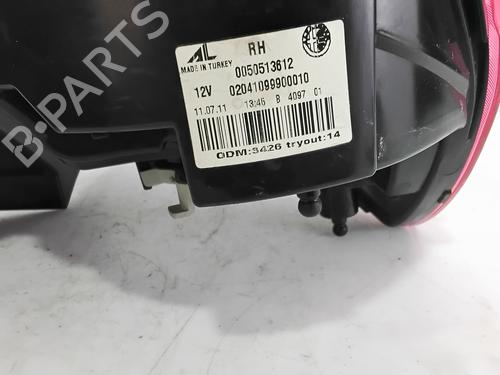 AL RH
MADE IN TURKEY 0050513612
12V 02041099900010
11.07.11 13:46 B 4097 01
ODM:3426 tryout:14
B-PARTS